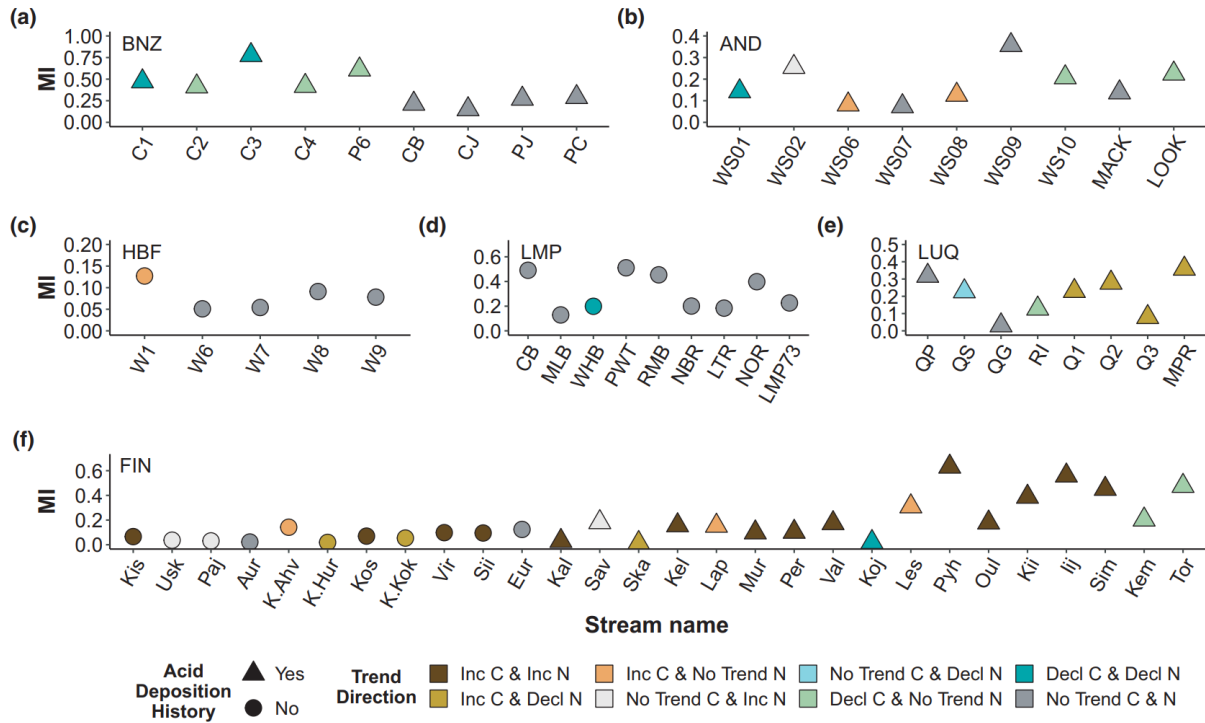 (a)
BNZ
MI
1.00
0.75
0.50
0.25
0.00
C1 C2 C3 C4 P6 CB CJ PJ PC
(b)
AND
0.4
0.3
0.2
0.1
0.0
WS01 WS02 WS06 WS07 WS08 WS09 WS10 MACK LOOK
(c)
HBF
MI
0.20
0.15
0.10
0.05
0.00
W1 W6 W7 W8 W9
(d)
LMP
0.6
0.4
0.2
0.0
CB MLB WHB PWT RMB NBR LTR NOR LMP73
(e)
LUQ
0.5
0.4
0.3
0.2
0.1
0.0
QP QS QG RI Q1 Q2 Q3 MPR
(f)
FIN
MI
0.6
0.4
0.2
0.0
Kis Usk Paj Aur K.Ahv K.Hur Kos K.Kok Vir Sii Eur Kal Sav Ska Kei Lap Mur Per Vai Koj Les Pyh Oul Kii Iij Sim Kem Tor
Stream name
Acid
Deposition
History
Yes
No
Trend
Direction
Inc C & Inc N
Inc C & Decl N
Inc C & No Trend N
No Trend C & Inc N
No Trend C & Decl N
Decl C & No Trend N
Decl C & Decl N
No Trend C & N